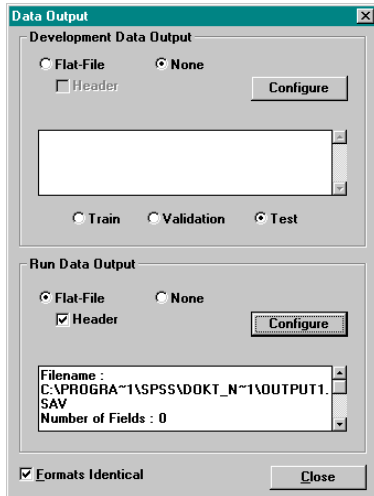 Data Output
Development Data Output
Flat-File None
Header Configure
Train Validation Test
Run Data Output
Flat-File None
Header Configure
Filename :
C:\PROGRA~1\SPSS\DOKT_N~1\OUTPUT1.
SAV
Number of Fields : 0
Formats Identical Close